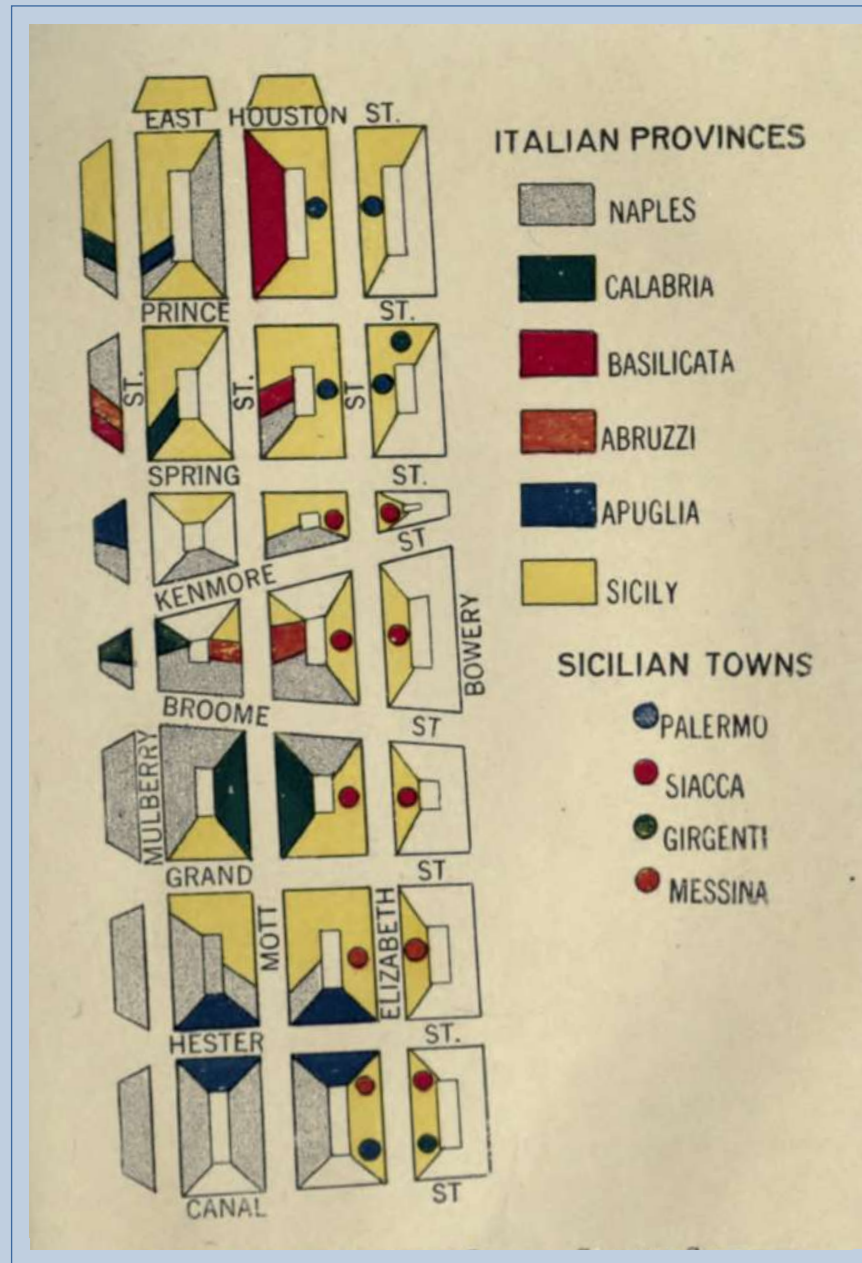 EAST HOUSTON ST.
PRINCE ST.
ST. ST. ST
SPRING ST.
KENMORE ST
BOWERY
BROOME ST
MULBERRY
GRAND ST
MOTT
ELIZABETH
HESTER ST.
CANAL ST
ITALIAN PROVINCES
NAPLES
CALABRIA
BASILICATA
ABRUZZI
APUGLIA
SICILY
SICILIAN TOWNS
PALERMO
SIACCA
GIRGENTI
MESSINA